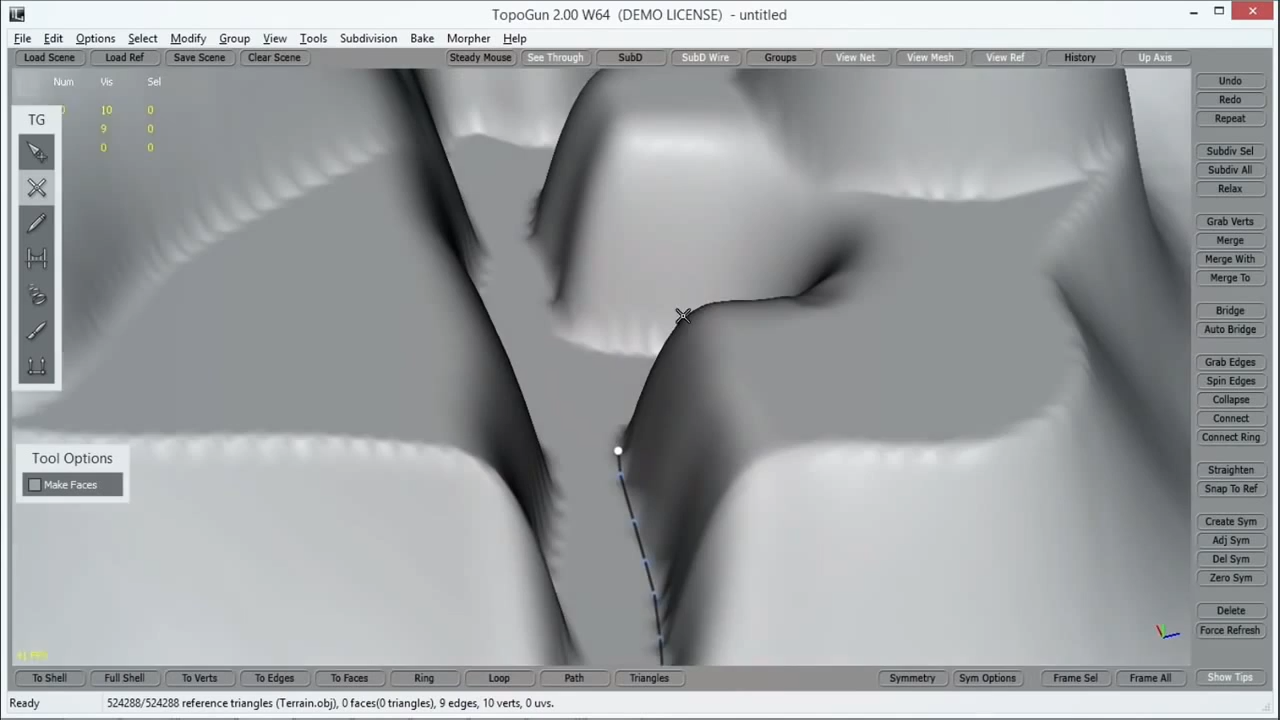 TopoGun 2.00 W64 (DEMO LICENSE) - untitled
File Edit Options Select Modify Group View Tools Subdivision Bake Morpher Help
Load Scene Load Ref Save Scene Clear Scene Steady Mouse See Through SubD SubD Wire Groups View Net View Mesh View Ref History Up Axis
Num Vis Sel
0 10 0
9 0
0 0
TG
Tool Options
Make Faces
Undo
Redo
Repeat
Subdiv Sel
Subdiv All
Relax
Grab Verts
Merge
Merge With
Merge To
Bridge
Auto Bridge
Grab Edges
Spin Edges
Collapse
Connect
Connect Ring
Straighten
Snap To Ref
Create Sym
Adj Sym
Del Sym
Zero Sym
Delete
Force Refresh
Show Tips
To Shell Full Shell To Verts To Edges To Faces Ring Loop Path Triangles Symmetry Sym Options Frame Sel Frame All
Ready 524288/524288 reference triangles (Terrain.obj), 0 faces(0 triangles), 9 edges, 10 verts, 0 uvs.